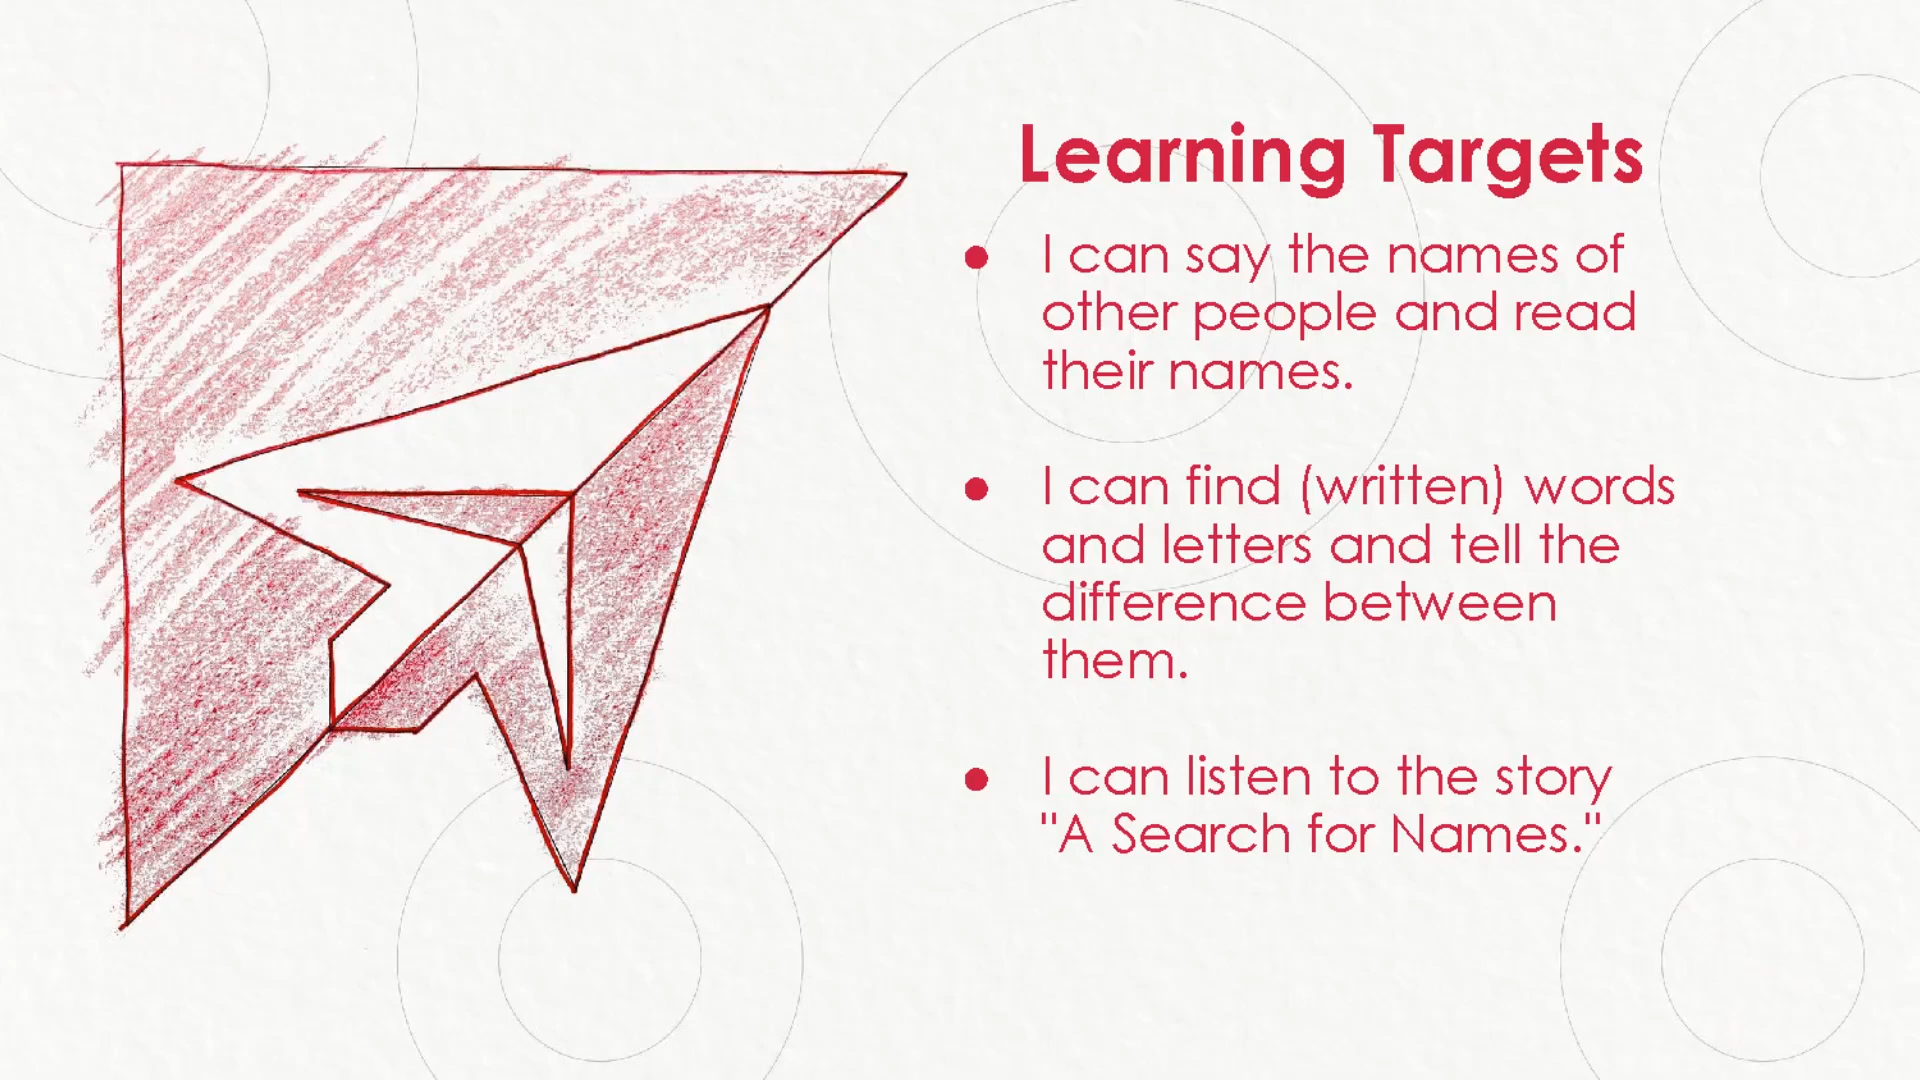 Learning Targets
● I can say the names of
other people and read
their names.
● I can find (written) words
and letters and tell the
difference between
them.
● I can listen to the story
"A Search for Names."